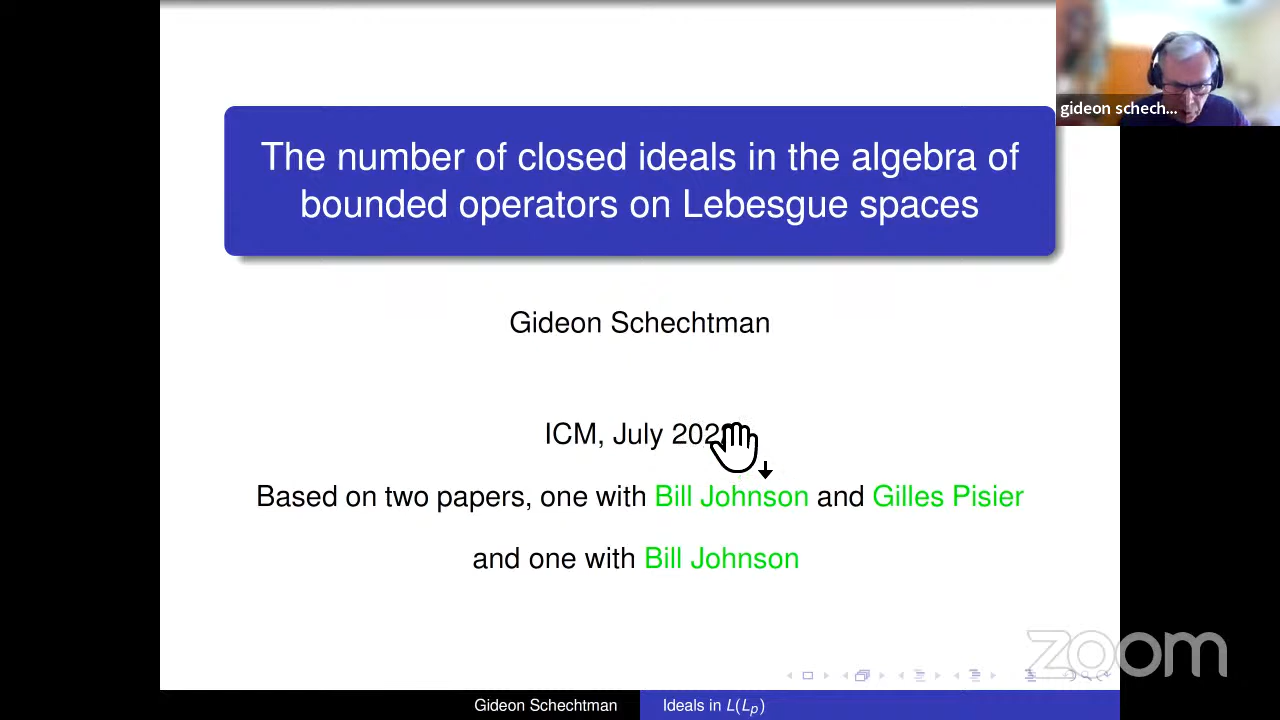 The number of closed ideals in the algebra of
bounded operators on Lebesgue spaces
gideon schech...
Gideon Schechtman
ICM, July
Based on two papers, one with Bill Johnson and Gilles Pisier
and one with Bill Johnson
zoom
Gideon Schechtman
Ideals in L(Lp)